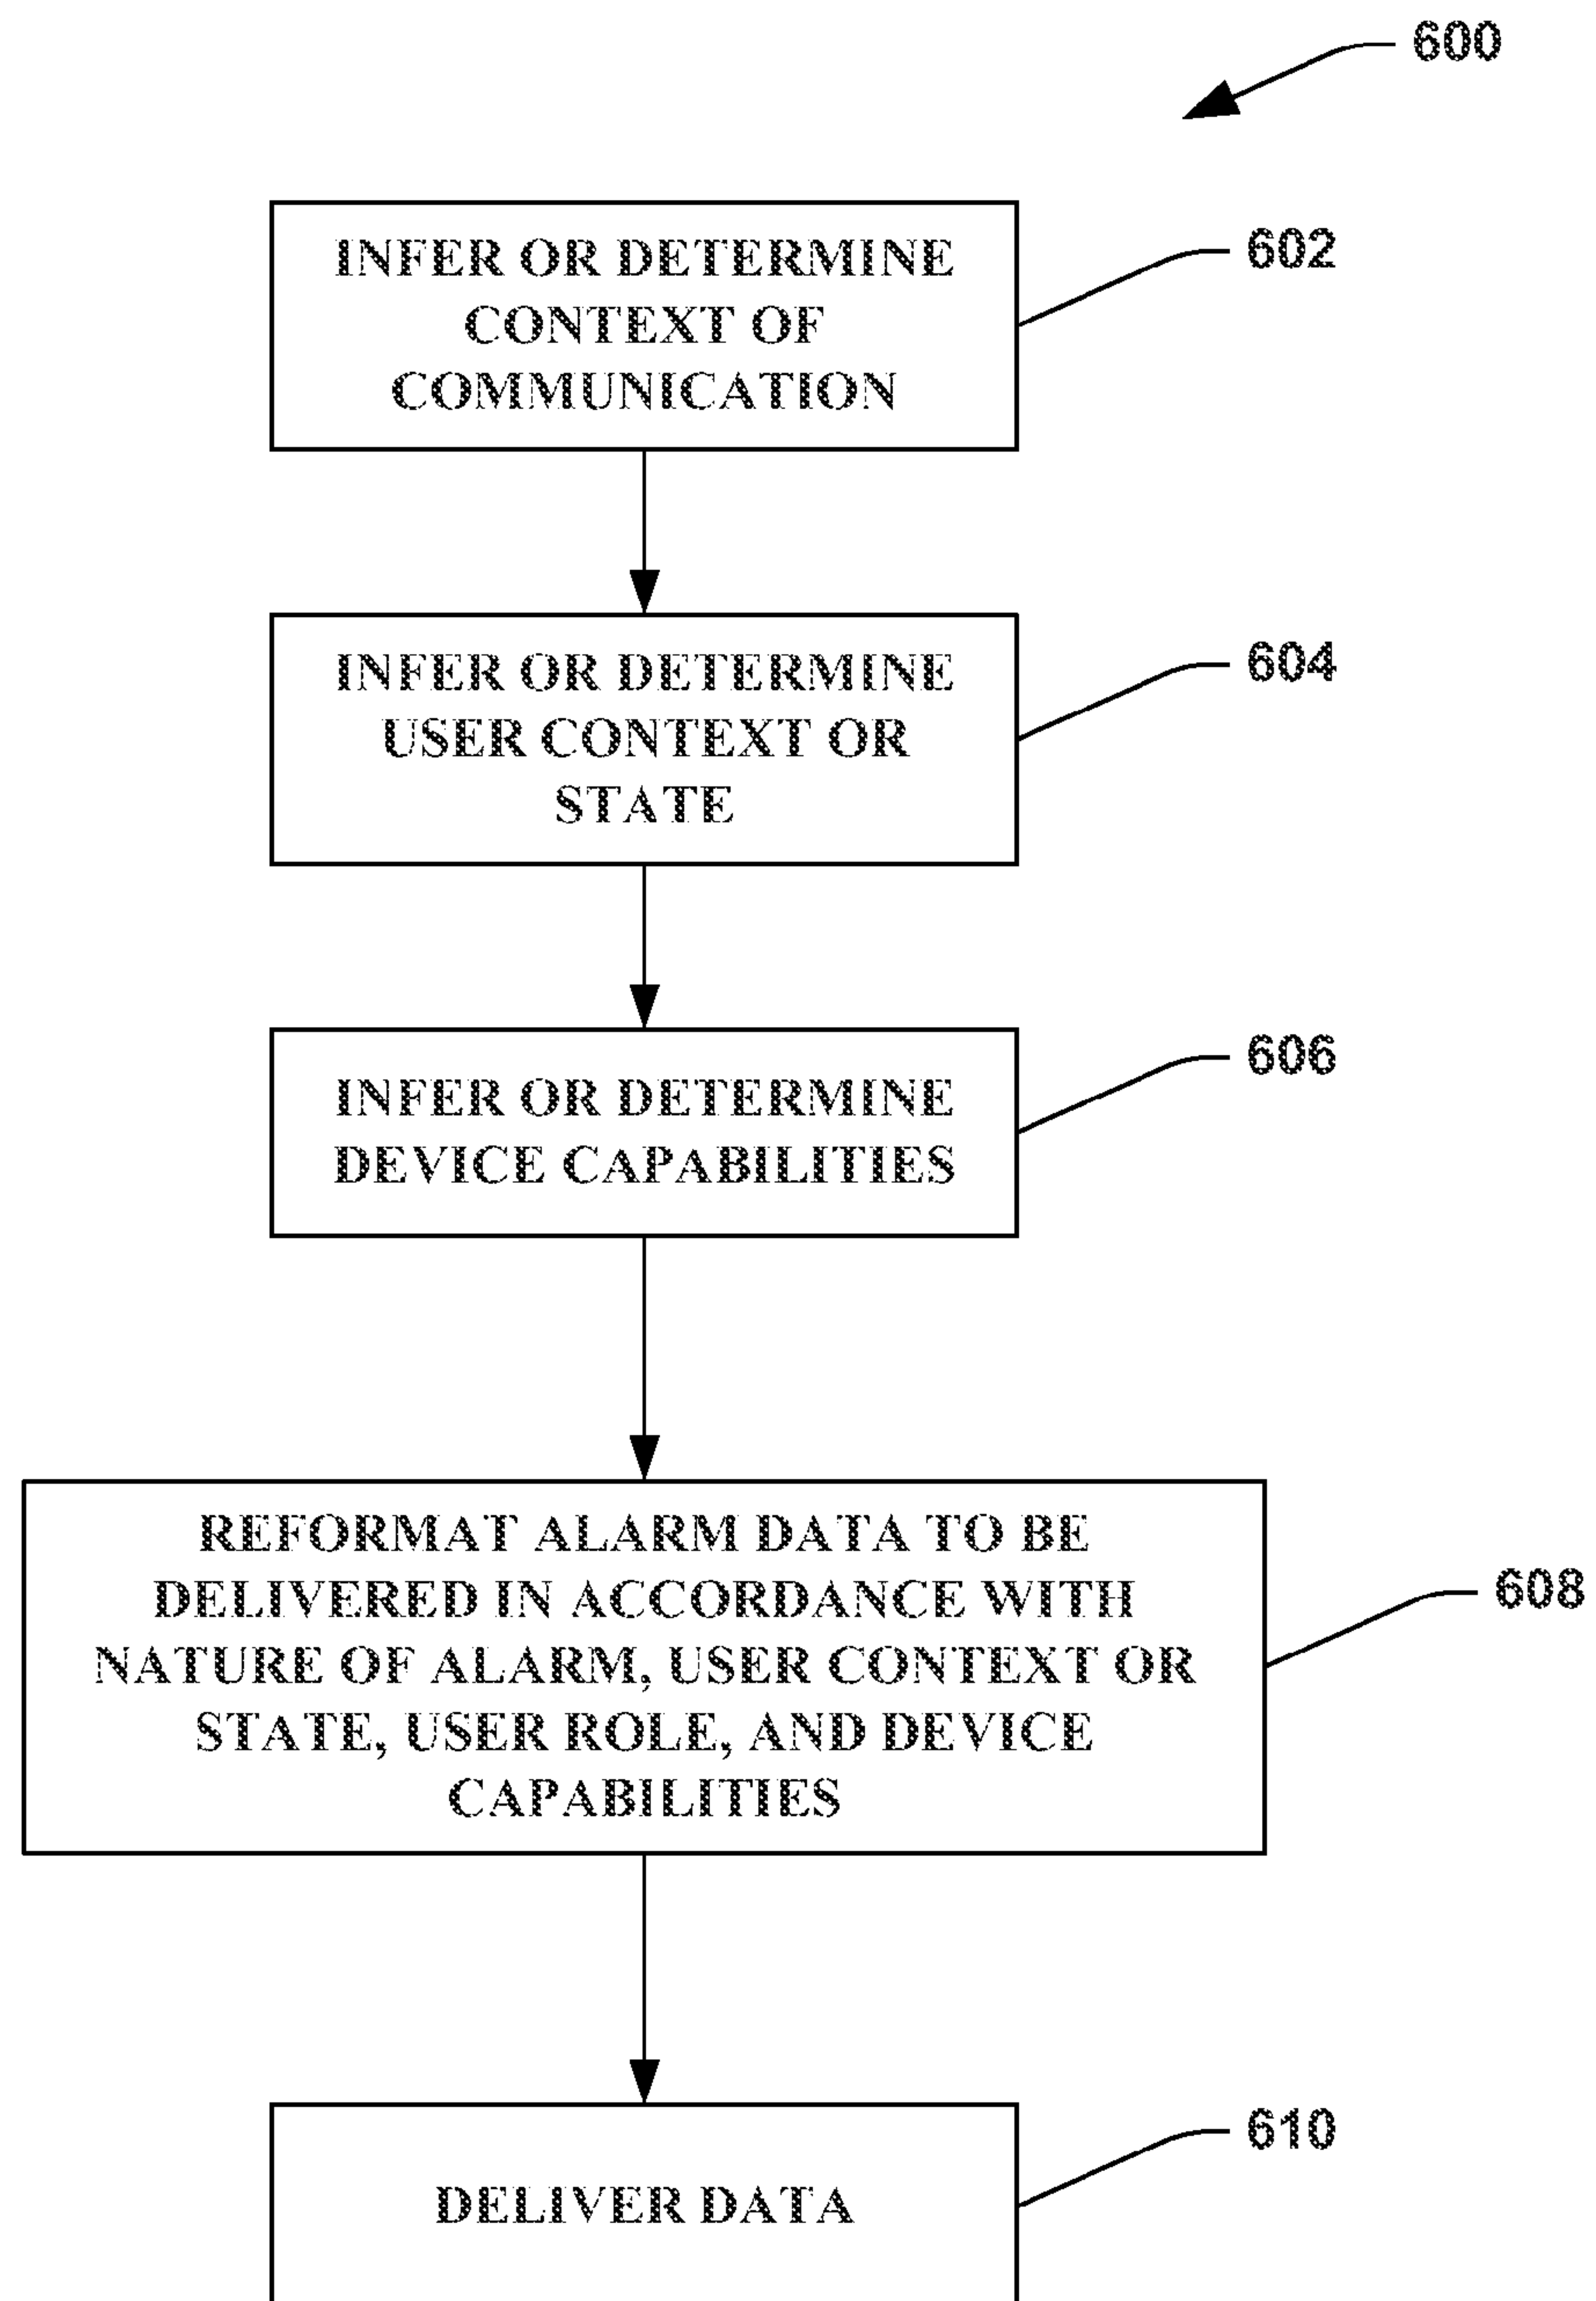 600
INFER OR DETERMINE
CONTEXT OF
COMMUNICATION
602
INFER OR DETERMINE
USER CONTEXT OR
STATE
604
INFER OR DETERMINE
DEVICE CAPABILITIES
606
REFORMAT ALARM DATA TO BE
DELIVERED IN ACCORDANCE WITH
NATURE OF ALARM, USER CONTEXT OR
STATE, USER ROLE, AND DEVICE
CAPABILITIES
608
DELIVER DATA
610